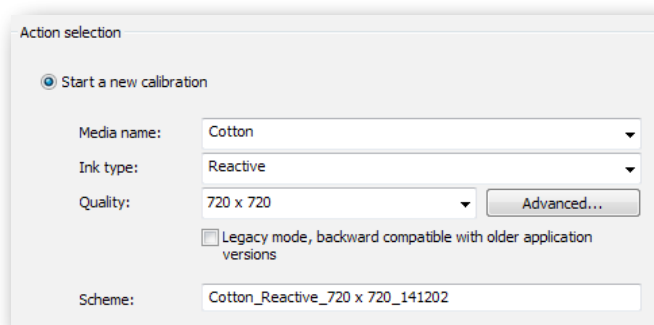 Action selection
Start a new calibration
Media name: Cotton
Ink type: Reactive
Quality: 720 x 720 Advanced...
Legacy mode, backward compatible with older application
versions
Scheme: Cotton_Reactive_720 x 720_141202